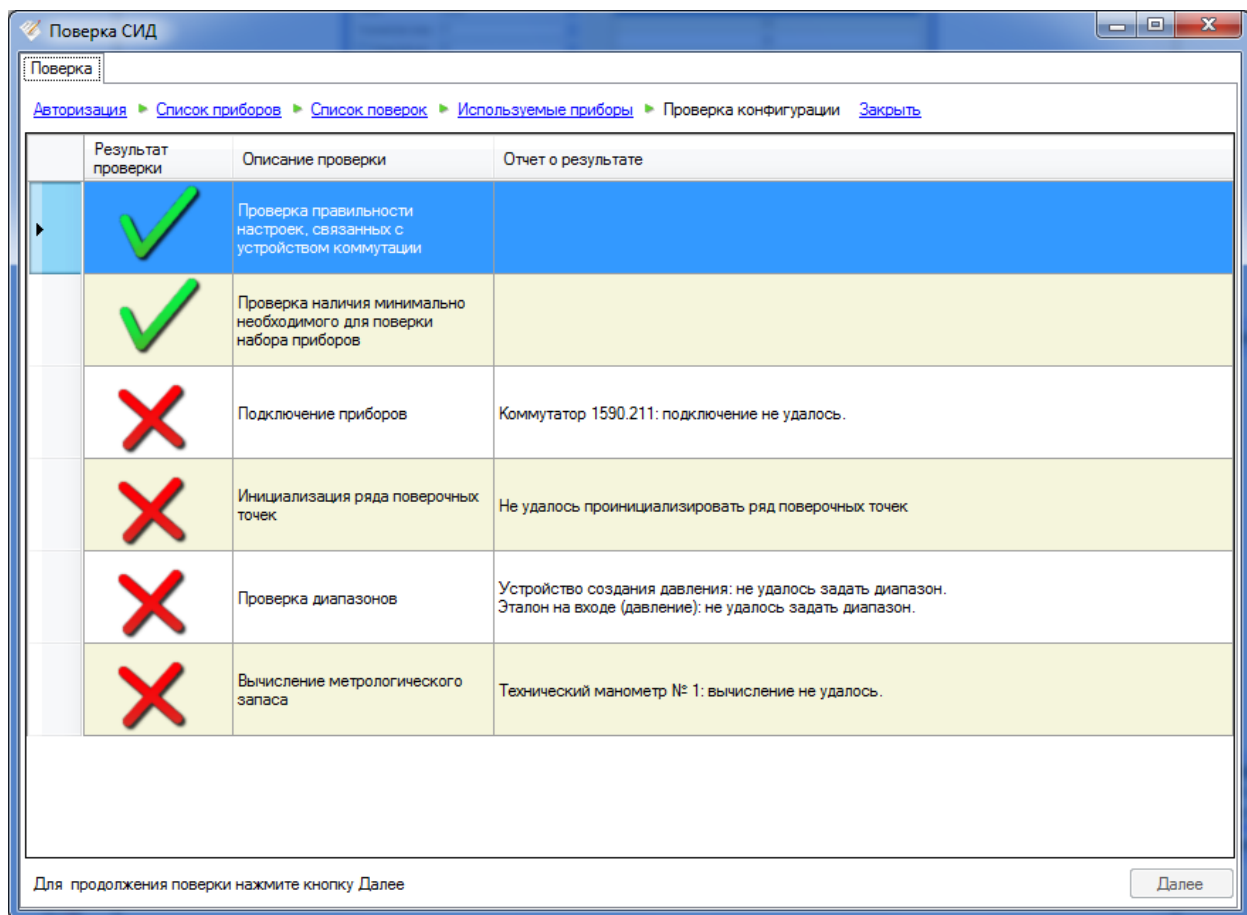 Поверка СИД
Поверка
Авторизация Список приборов Список поверок Используемые приборы Проверка конфигурации Закрыть
Результат проверки
Описание проверки
Отчет о результате
Проверка правильности
настроек, связанных с
устройством коммутации
Проверка наличия минимально
необходимого для поверки
набора приборов
Подключение приборов
Коммутатор 1590.211: подключение не удалось.
Инициализация ряда поверочных
точек
Не удалось проинициализировать ряд поверочных точек
Проверка диапазонов
Устройство создания давления: не удалось задать диапазон.
Эталон на входе (давление): не удалось задать диапазон.
Вычисление метрологического
запаса
Технический манометр № 1: вычисление не удалось.
Для продолжения поверки нажмите кнопку Далее
Далее